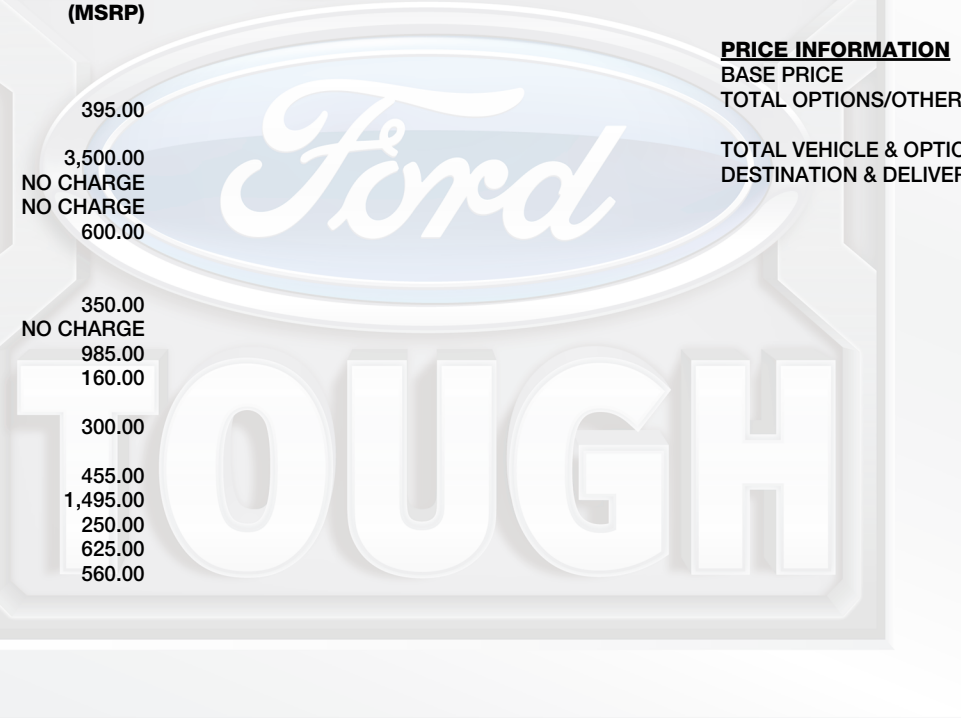 (MSRP)
395.00
3,500.00
NO CHARGE
NO CHARGE
600.00
350.00
NO CHARGE
985.00
160.00
300.00
455.00
1,495.00
250.00
625.00
560.00
PRICE INFORMATION
BASE PRICE
TOTAL OPTIONS/OTHER
TOTAL VEHICLE & OPTIO
DESTINATION & DELIVER
Ford
TOUGH